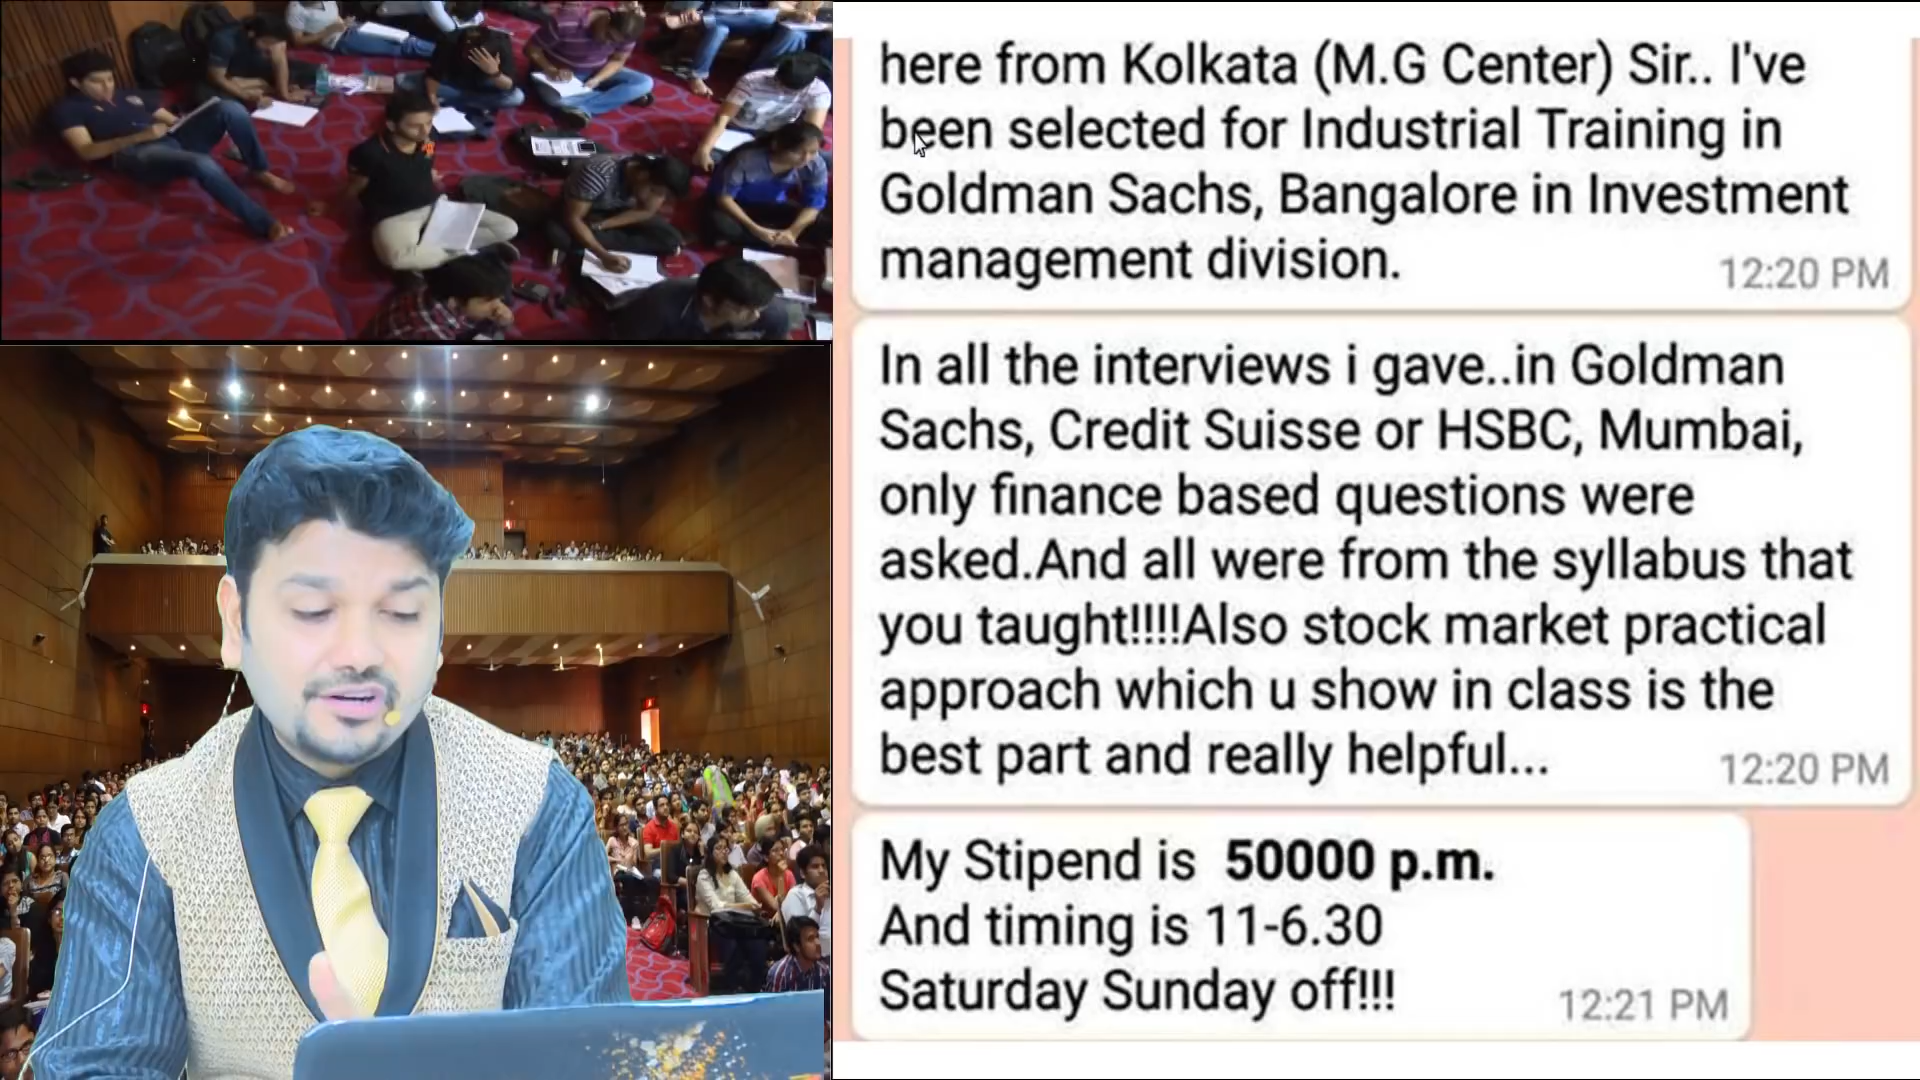 here from Kolkata (M.G Center) Sir.. I've
been selected for Industrial Training in
Goldman Sachs, Bangalore in Investment
management division.
12:20 PM
In all the interviews i gave..in Goldman
Sachs, Credit Suisse or HSBC, Mumbai,
only finance based questions were
asked.And all were from the syllabus that
you taught!!!!Also stock market practical
approach which u show in class is the
best part and really helpful...
12:20 PM
My Stipend is 50000 p.m.
And timing is 11-6.30
Saturday Sunday off!!!
12:21 PM